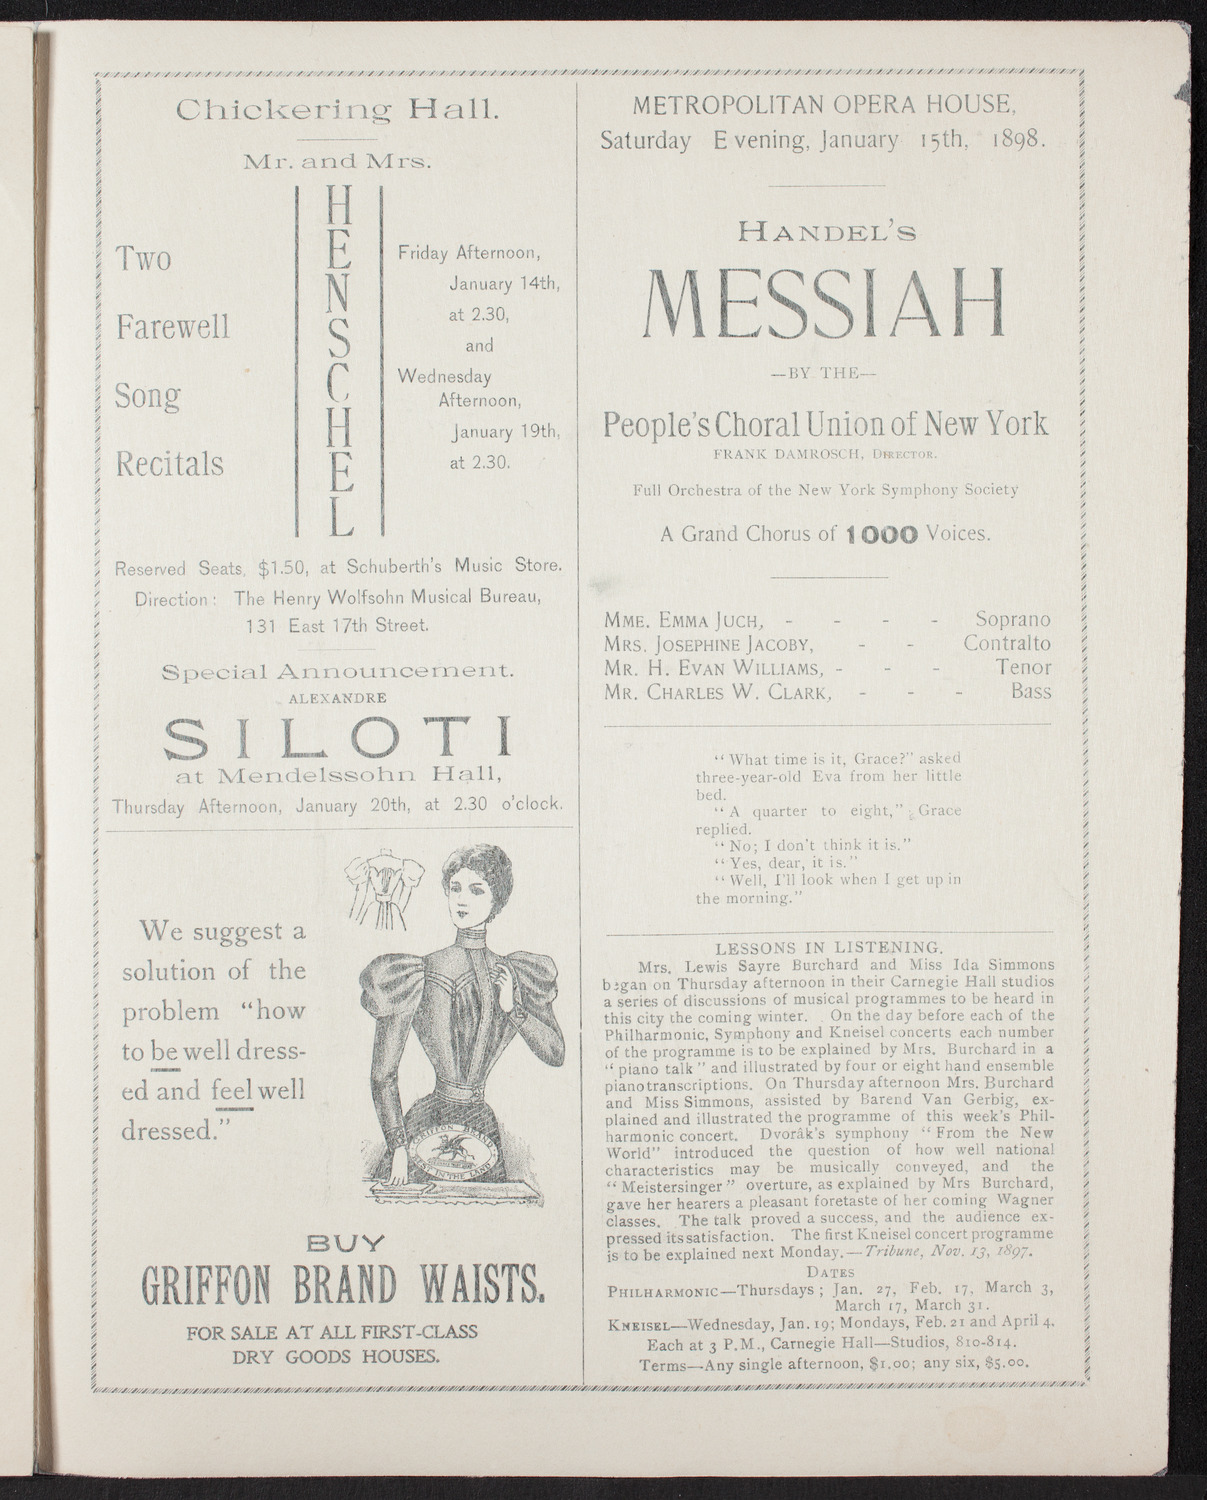 Chickering Hall.
Mr. and Mrs.
HENSCHEL
Two
Farewell
Song
Recitals
Friday Afternoon,
January 14th,
at 2.30,
and
Wednesday
Afternoon,
January 19th,
at 2.30.
Reserved Seats, $1.50, at Schuberth's Music Store.
Direction: The Henry Wolfsohn Musical Bureau,
131 East 17th Street.
Special Announcement.
ALEXANDRE
SILOTI
at Mendelssohn Hall,
Thursday Afternoon, January 20th, at 2.30 o'clock.
We suggest a
solution of the
problem "how
to be well dress-
ed and feel well
dressed."
GRIFFON BRAND
BEST IN THE LAND
BUY
GRIFFON BRAND WAISTS.
FOR SALE AT ALL FIRST-CLASS
DRY GOODS HOUSES.
METROPOLITAN OPERA HOUSE,
Saturday Evening, January 15th, 1898.
HANDEL'S
MESSIAH
—BY THE—
People's Choral Union of New York
FRANK DAMROSCH, DIRECTOR.
Full Orchestra of the New York Symphony Society
A Grand Chorus of 1000 Voices.
MME. EMMA JUCH, - - - - Soprano
MRS. JOSEPHINE JACOBY, - - Contralto
MR. H. EVAN WILLIAMS, - - - Tenor
MR. CHARLES W. CLARK, - - - Bass
"What time is it, Grace?" asked
three-year-old Eva from her little
bed.
"A quarter to eight," Grace
replied.
"No; I don't think it is."
"Yes, dear, it is."
"Well, I'll look when I get up in
the morning."
LESSONS IN LISTENING.
Mrs. Lewis Sayre Burchard and Miss Ida Simmons
began on Thursday afternoon in their Carnegie Hall studios
a series of discussions of musical programmes to be heard in
this city the coming winter. On the day before each of the
Philharmonic, Symphony and Kneisel concerts each number
of the programme is to be explained by Mrs. Burchard in a
"piano talk" and illustrated by four or eight hand ensemble
piano transcriptions. On Thursday afternoon Mrs. Burchard
and Miss Simmons, assisted by Barend Van Gerbig, ex-
plained and illustrated the programme of this week's Phil-
harmonic concert. Dvorâk's symphony "From the New
World" introduced the question of how well national
characteristics may be musically conveyed, and the
"Meistersinger" overture, as explained by Mrs Burchard,
gave her hearers a pleasant foretaste of her coming Wagner
classes. The talk proved a success, and the audience ex-
pressed its satisfaction. The first Kneisel concert programme
is to be explained next Monday.—Tribune, Nov. 13, 1897.
DATES
PHILHARMONIC—Thursdays; Jan. 27, Feb. 17, March 3,
March 17, March 31.
KNEISEL—Wednesday, Jan. 19; Mondays, Feb. 21 and April 4.
Each at 3 P.M., Carnegie Hall—Studios, 810-814.
Terms—Any single afternoon, $1.00; any six, $5.00.